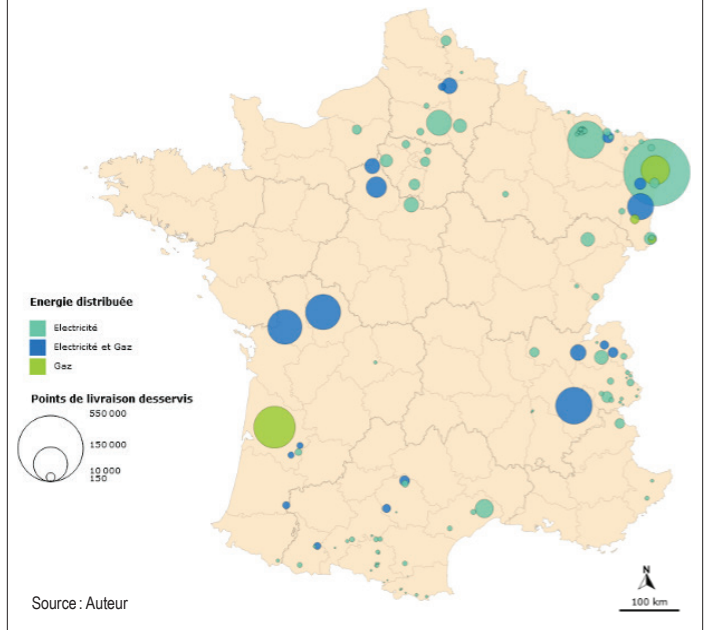 Energie distribuée
Electricité
Electricité et Gaz
Gaz
Points de livraison desservis
550 000
150 000
10 000
150
Source : Auteur
N
100 km